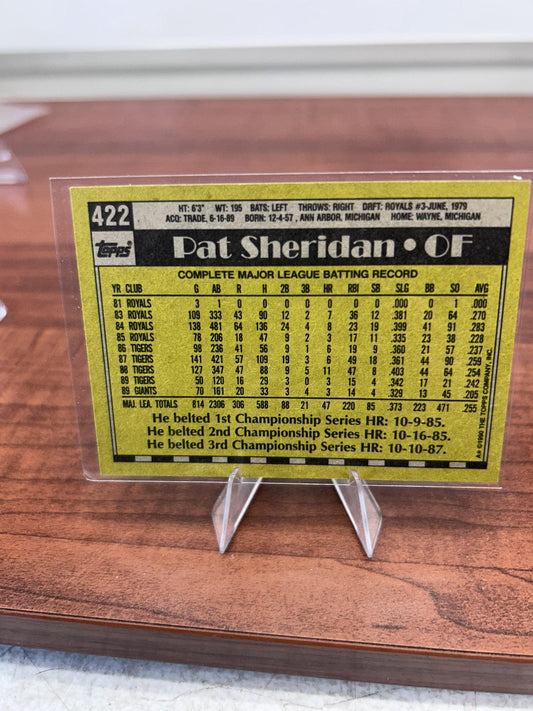 422
HT: 6'3" WT: 195 BATS: LEFT THROWS: RIGHT DRFT: ROYALS #3-JUNE, 1979
ACQ: TRADE, 6-16-89 BORN: 12-4-57, ANN ARBOR, MICHIGAN HOME: WAYNE, MICHIGAN
TOPPS
Pat Sheridan • OF
COMPLETE MAJOR LEAGUE BATTING RECORD
YR CLUB G AB R H 2B 3B HR RBI SB SLG BB SO AVG
81 ROYALS 3 1 0 0 0 0 0 0 0 .000 0 1 .000
83 ROYALS 109 333 43 90 12 2 7 36 12 .381 20 64 .270
84 ROYALS 138 481 64 136 24 4 8 23 19 .399 41 91 .283
85 ROYALS 78 206 18 47 9 2 3 17 11 .335 23 38 .228
86 TIGERS 98 236 41 56 9 1 6 19 9 .360 21 57 .237
87 TIGERS 141 421 57 109 19 3 6 49 18 .361 44 90 .259
88 TIGERS 127 347 47 88 9 5 11 47 8 .403 44 64 .254
89 TIGERS 50 120 16 29 3 0 3 15 4 .342 17 21 .242
89 GIANTS 70 161 20 33 3 4 3 14 4 .329 13 45 .205
MAJ. LEA. TOTALS 814 2306 306 588 88 21 47 220 85 .373 223 471 .255
He belted 1st Championship Series HR: 10-9-85.
He belted 2nd Championship Series HR: 10-16-85.
He belted 3rd Championship Series HR: 10-10-87.
A* ©1990 THE TOPPS COMPANY, INC.